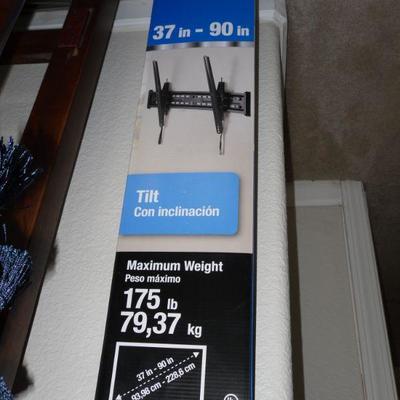 37 in - 90 in
Tilt
Con inclinación
Maximum Weight
Peso máximo
175 lb
79,37 kg
37 in - 90 in
93,98 cm - 228,6 cm